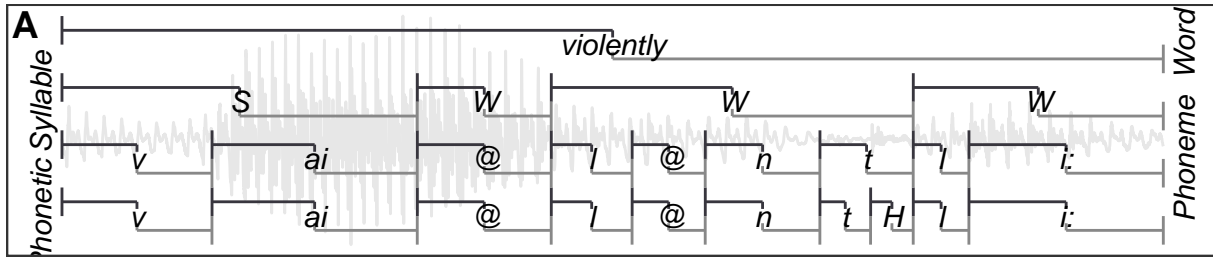 A
violently
Word
S W W W
Syllable
v ai @ l @ n t l i:
Phoneme
v ai @ l @ n t H l i:
Phonetic